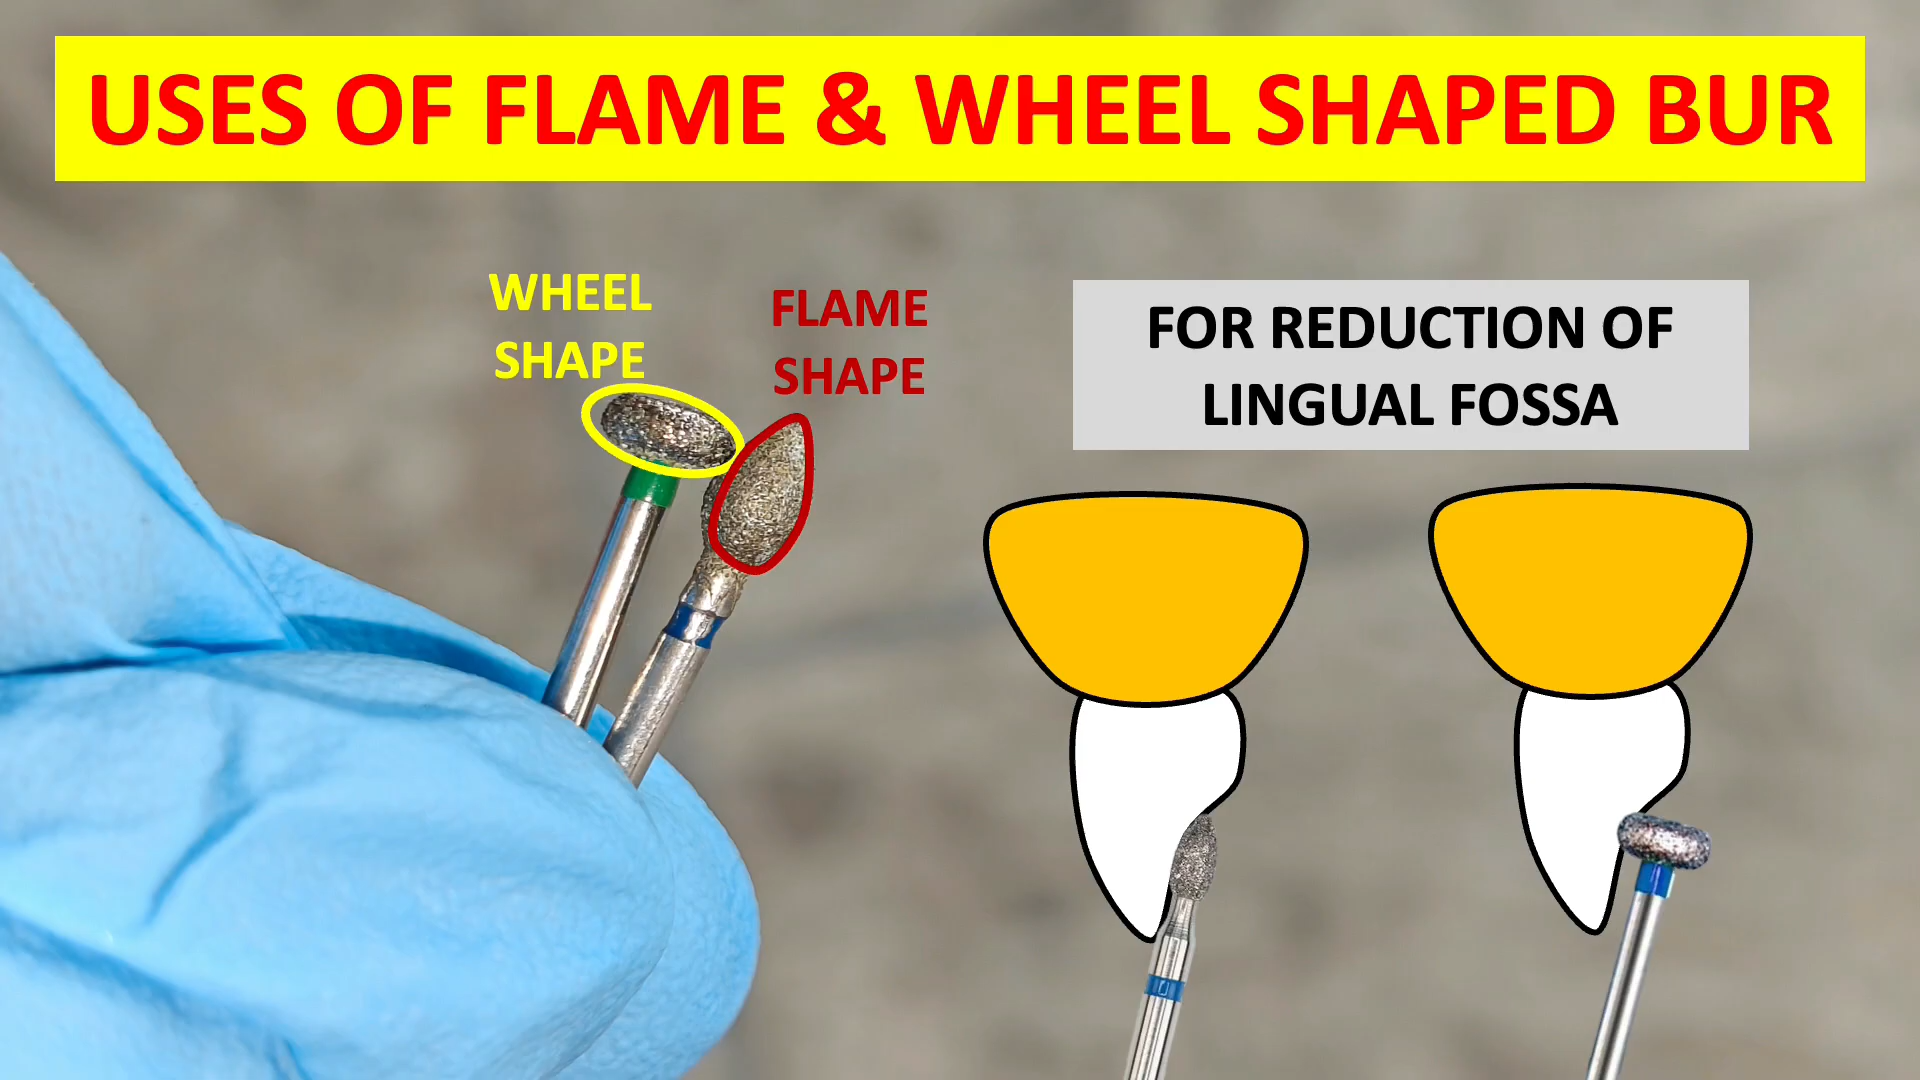 USES OF FLAME & WHEEL SHAPED BUR
WHEEL
SHAPE
FLAME
SHAPE
FOR REDUCTION OF
LINGUAL FOSSA